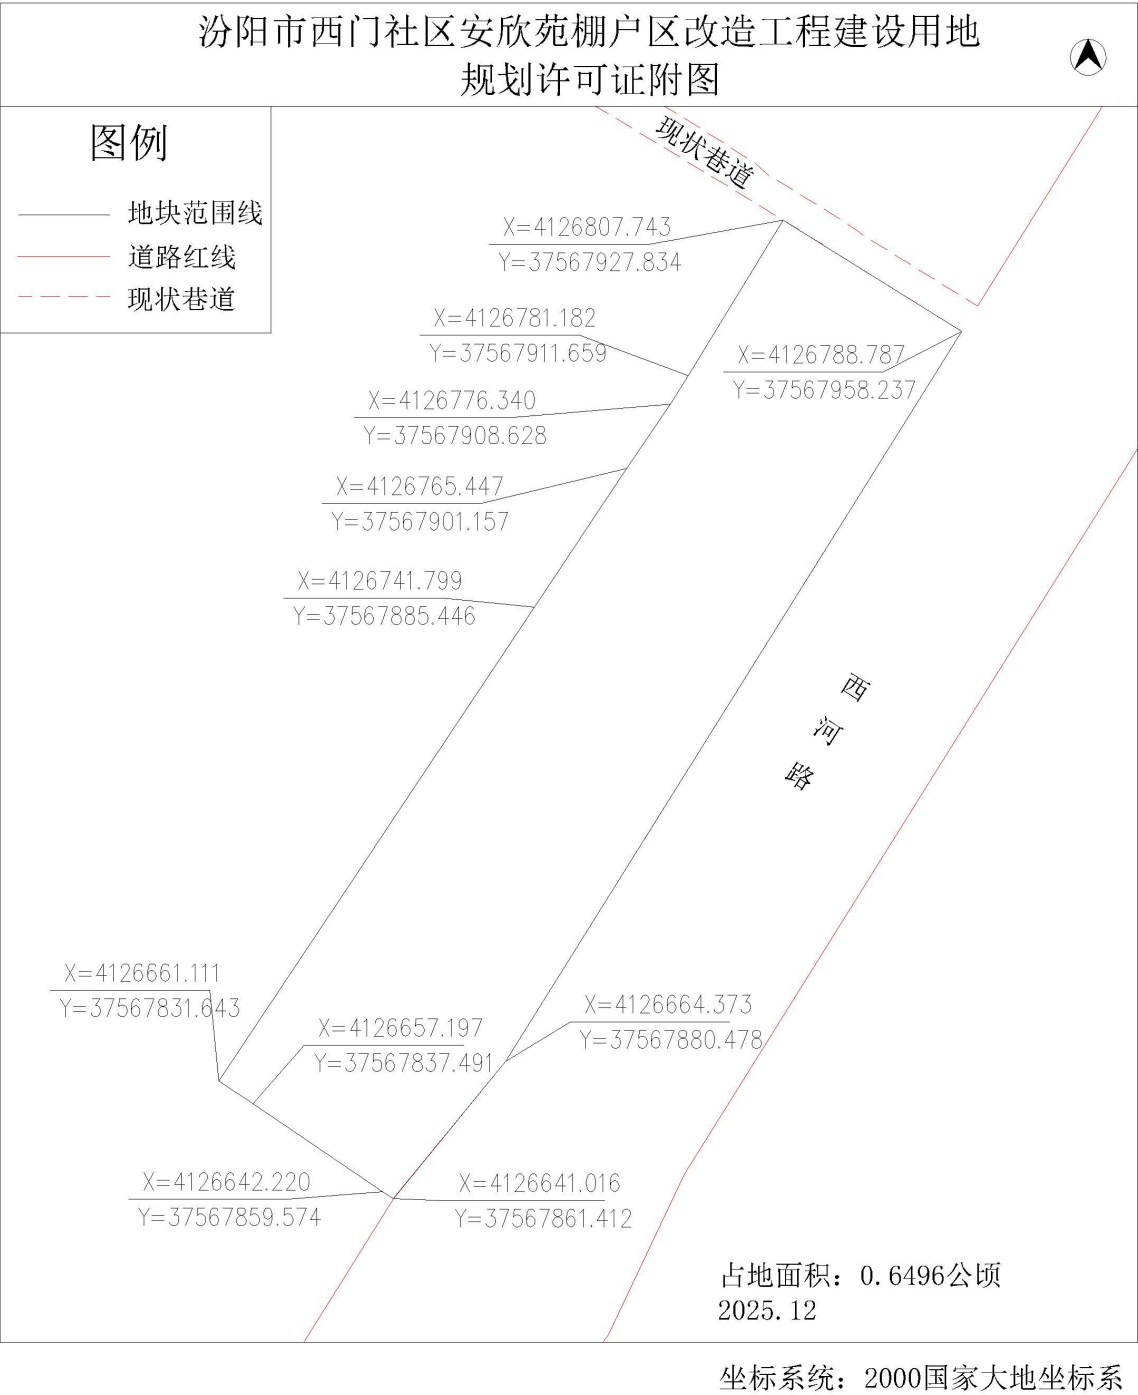 汾阳市西门社区安欣苑棚户区改造工程建设用地
规划许可证附图
图例
地块范围线
道路红线
现状巷道
现状巷道
X=4126807.743
Y=37567927.834
X=4126781.182
Y=37567911.659
X=4126788.787
Y=37567958.237
X=4126776.340
Y=37567908.628
X=4126765.447
Y=37567901.157
X=4126741.799
Y=37567885.446
西
河
路
X=4126661.111
Y=37567831.643
X=4126657.197
Y=37567837.491
X=4126664.373
Y=37567880.478
X=4126642.220
Y=37567859.574
X=4126641.016
Y=37567861.412
占地面积：0.6496公顷
2025.12
坐标系统：2000国家大地坐标系